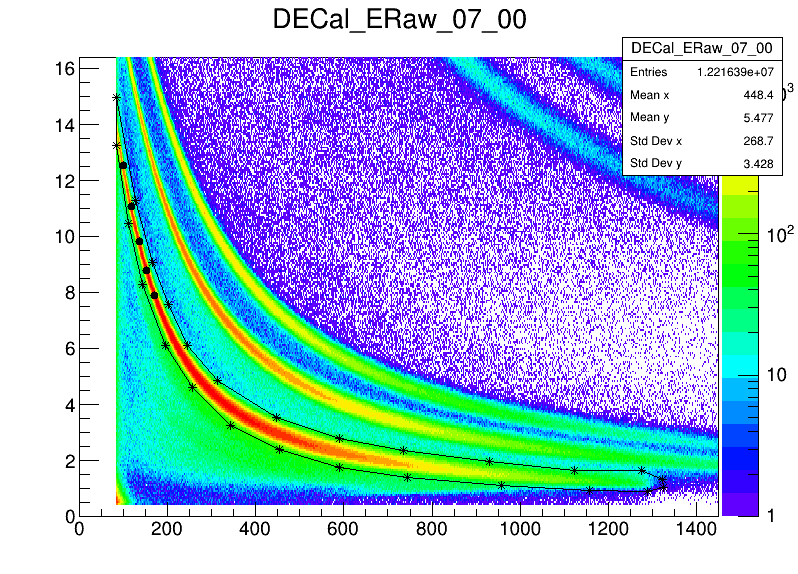 DECal_ERaw_07_00
DECal_ERaw_07_00
Entries 1.221639e+07
Mean x 448.4
Mean y 5.477
Std Dev x 268.7
Std Dev y 3.428
16
14
12
10
8
6
4
2
0
0 200 400 600 800 1000 1200 1400
10²
10
1